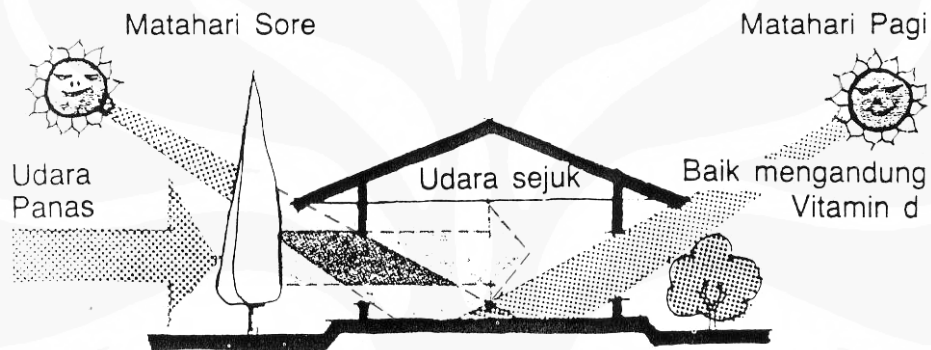 Matahari Sore
Matahari Pagi
Udara
Panas
Udara sejuk
Baik mengandung
Vitamin d